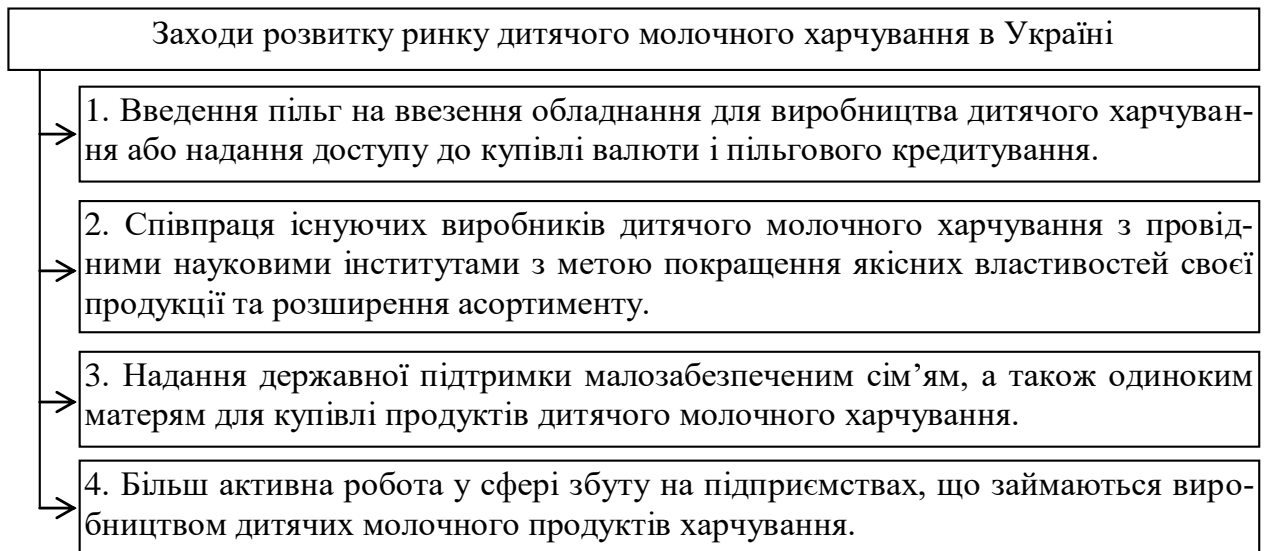 Заходи розвитку ринку дитячого молочного харчування в Україні
1. Введення пільг на ввезення обладнання для виробництва дитячого харчуван-
ня або надання доступу до купівлі валюти і пільгового кредитування.
2. Співпраця існуючих виробників дитячого молочного харчування з провід-
ними науковими інститутами з метою покращення якісних властивостей своєї
продукції та розширення асортименту.
3. Надання державної підтримки малозабезпеченим сім’ям, а також одиноким
матерям для купівлі продуктів дитячого молочного харчування.
4. Більш активна робота у сфері збуту на підприємствах, що займаються виро-
бництвом дитячих молочного продуктів харчування.